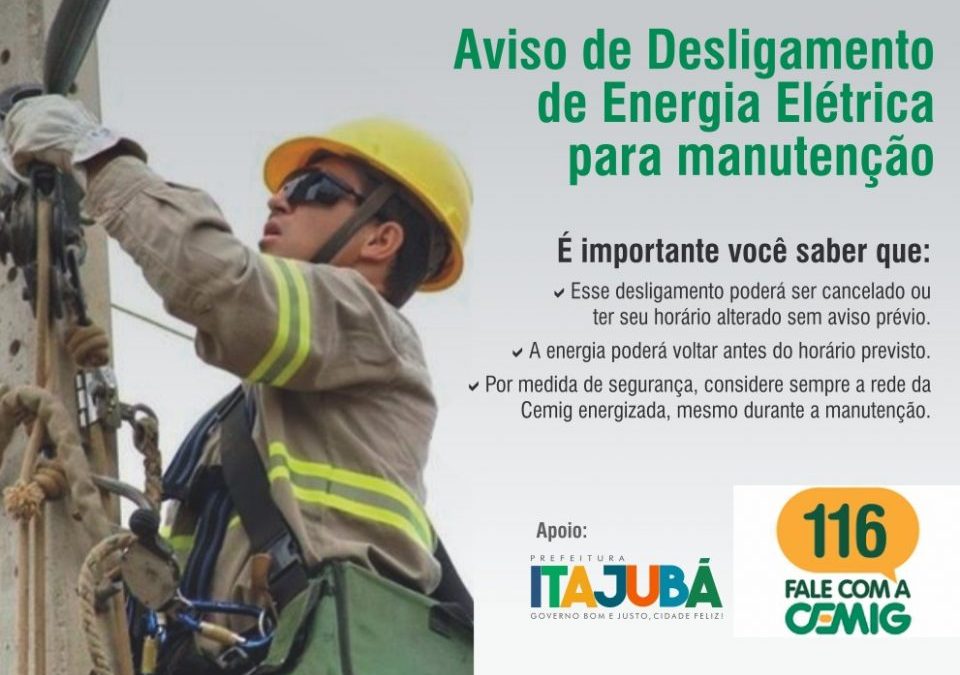 Aviso de Desligamento
de Energia Elétrica
para manutenção
É importante você saber que:
✓ Esse desligamento poderá ser cancelado ou
ter seu horário alterado sem aviso prévio.
✓ A energia poderá voltar antes do horário previsto.
✓ Por medida de segurança, considere sempre a rede da
Cemig energizada, mesmo durante a manutenção.
Apoio:
PREFEITURA
ITAJUBÁ
GOVERNO BOM E JUSTO, CIDADE FELIZ!
116
FALE COM A
CEMIG